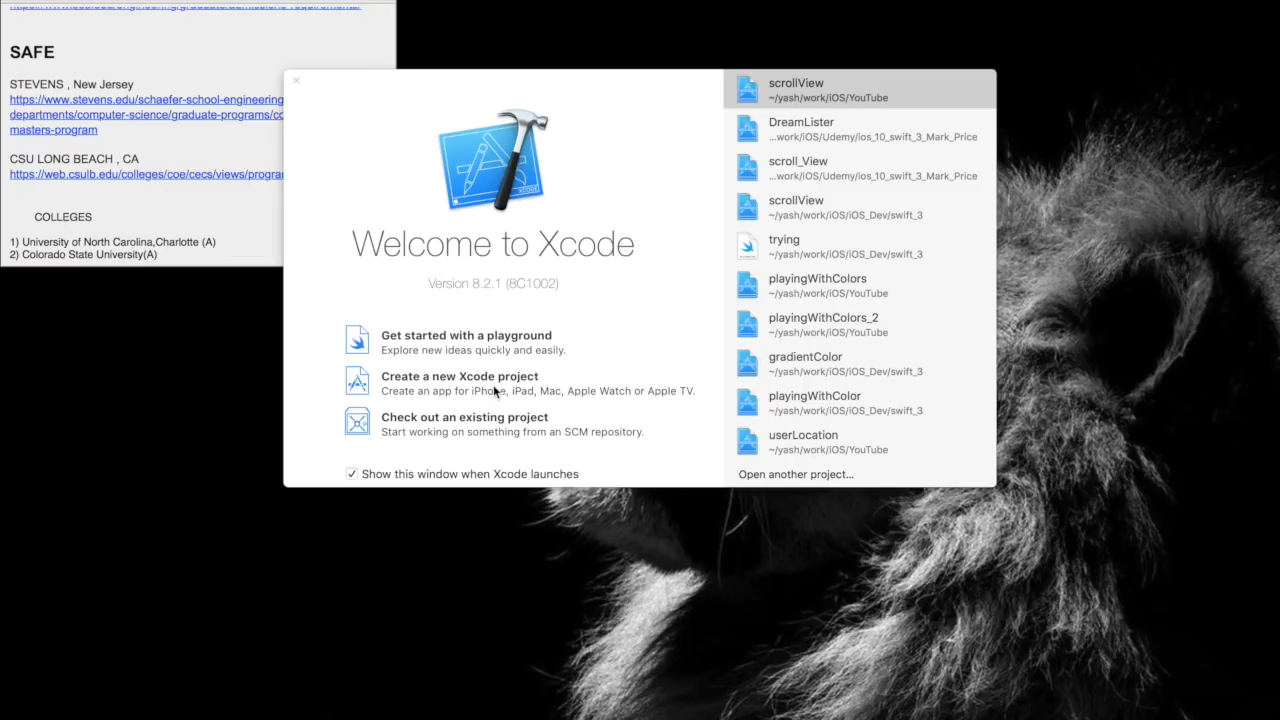 SAFE
STEVENS , New Jersey
https://www.stevens.edu/schaefer-school-engineering
departments/computer-science/graduate-programs/co
masters-program
CSU LONG BEACH , CA
https://web.csulb.edu/colleges/coe/cecs/views/progra
COLLEGES
1) University of North Carolina,Charlotte (A)
2) Colorado State University(A)
Welcome to Xcode
Version 8.2.1 (8C1002)
Get started with a playground
Explore new ideas quickly and easily.
Create a new Xcode project
Create an app for iPhone, iPad, Mac, Apple Watch or Apple TV.
Check out an existing project
Start working on something from an SCM repository.
Show this window when Xcode launches
scrollView
~/yash/work/iOS/YouTube
DreamLister
...work/iOS/Udemy/ios_10_swift_3_Mark_Price
scroll_View
...work/iOS/Udemy/ios_10_swift_3_Mark_Price
scrollView
~/yash/work/iOS/iOS_Dev/swift_3
trying
~/yash/work/iOS/iOS_Dev/swift_3
playingWithColors
~/yash/work/iOS/YouTube
playingWithColors_2
~/yash/work/iOS/YouTube
gradientColor
~/yash/work/iOS/iOS_Dev/swift_3
playingWithColor
~/yash/work/iOS/iOS_Dev/swift_3
userLocation
~/yash/work/iOS/YouTube
Open another project...